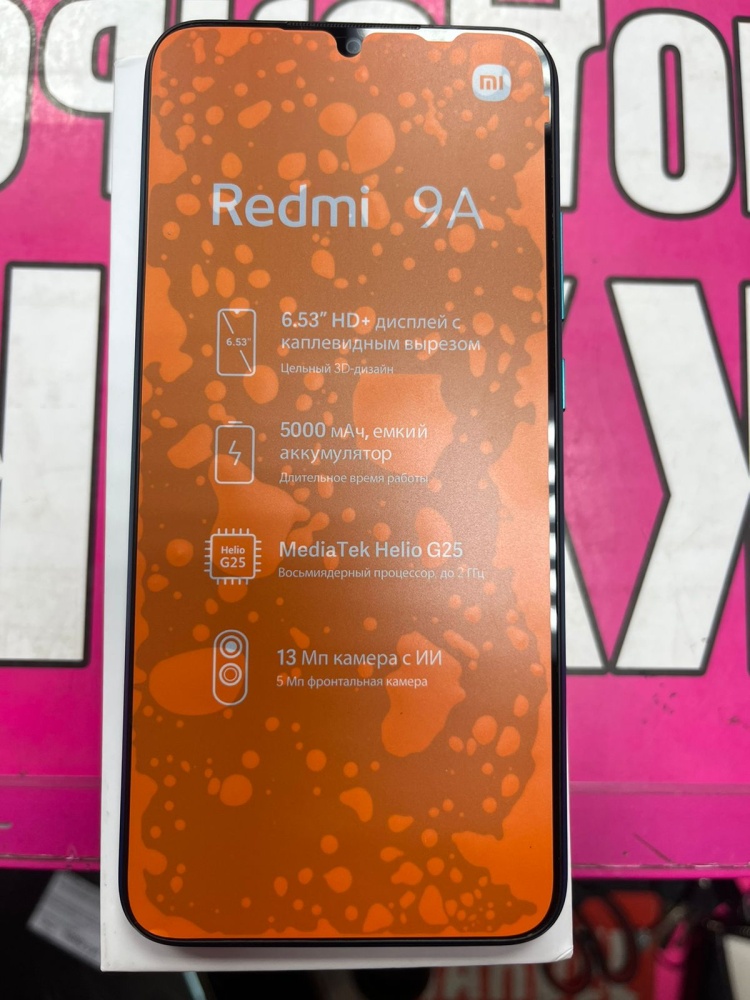 mi
Redmi 9A
6.53"
6.53" HD+ дисплей с
каплевидным вырезом
Цельный 3D-дизайн
5000 мАч, емкий
аккумулятор
Длительное время работы
Helio
G25
MediaTek Helio G25
Восьмиядерный процессор, до 2 ГГц
13 Мп камера с ИИ
5 Мп фронтальная камера